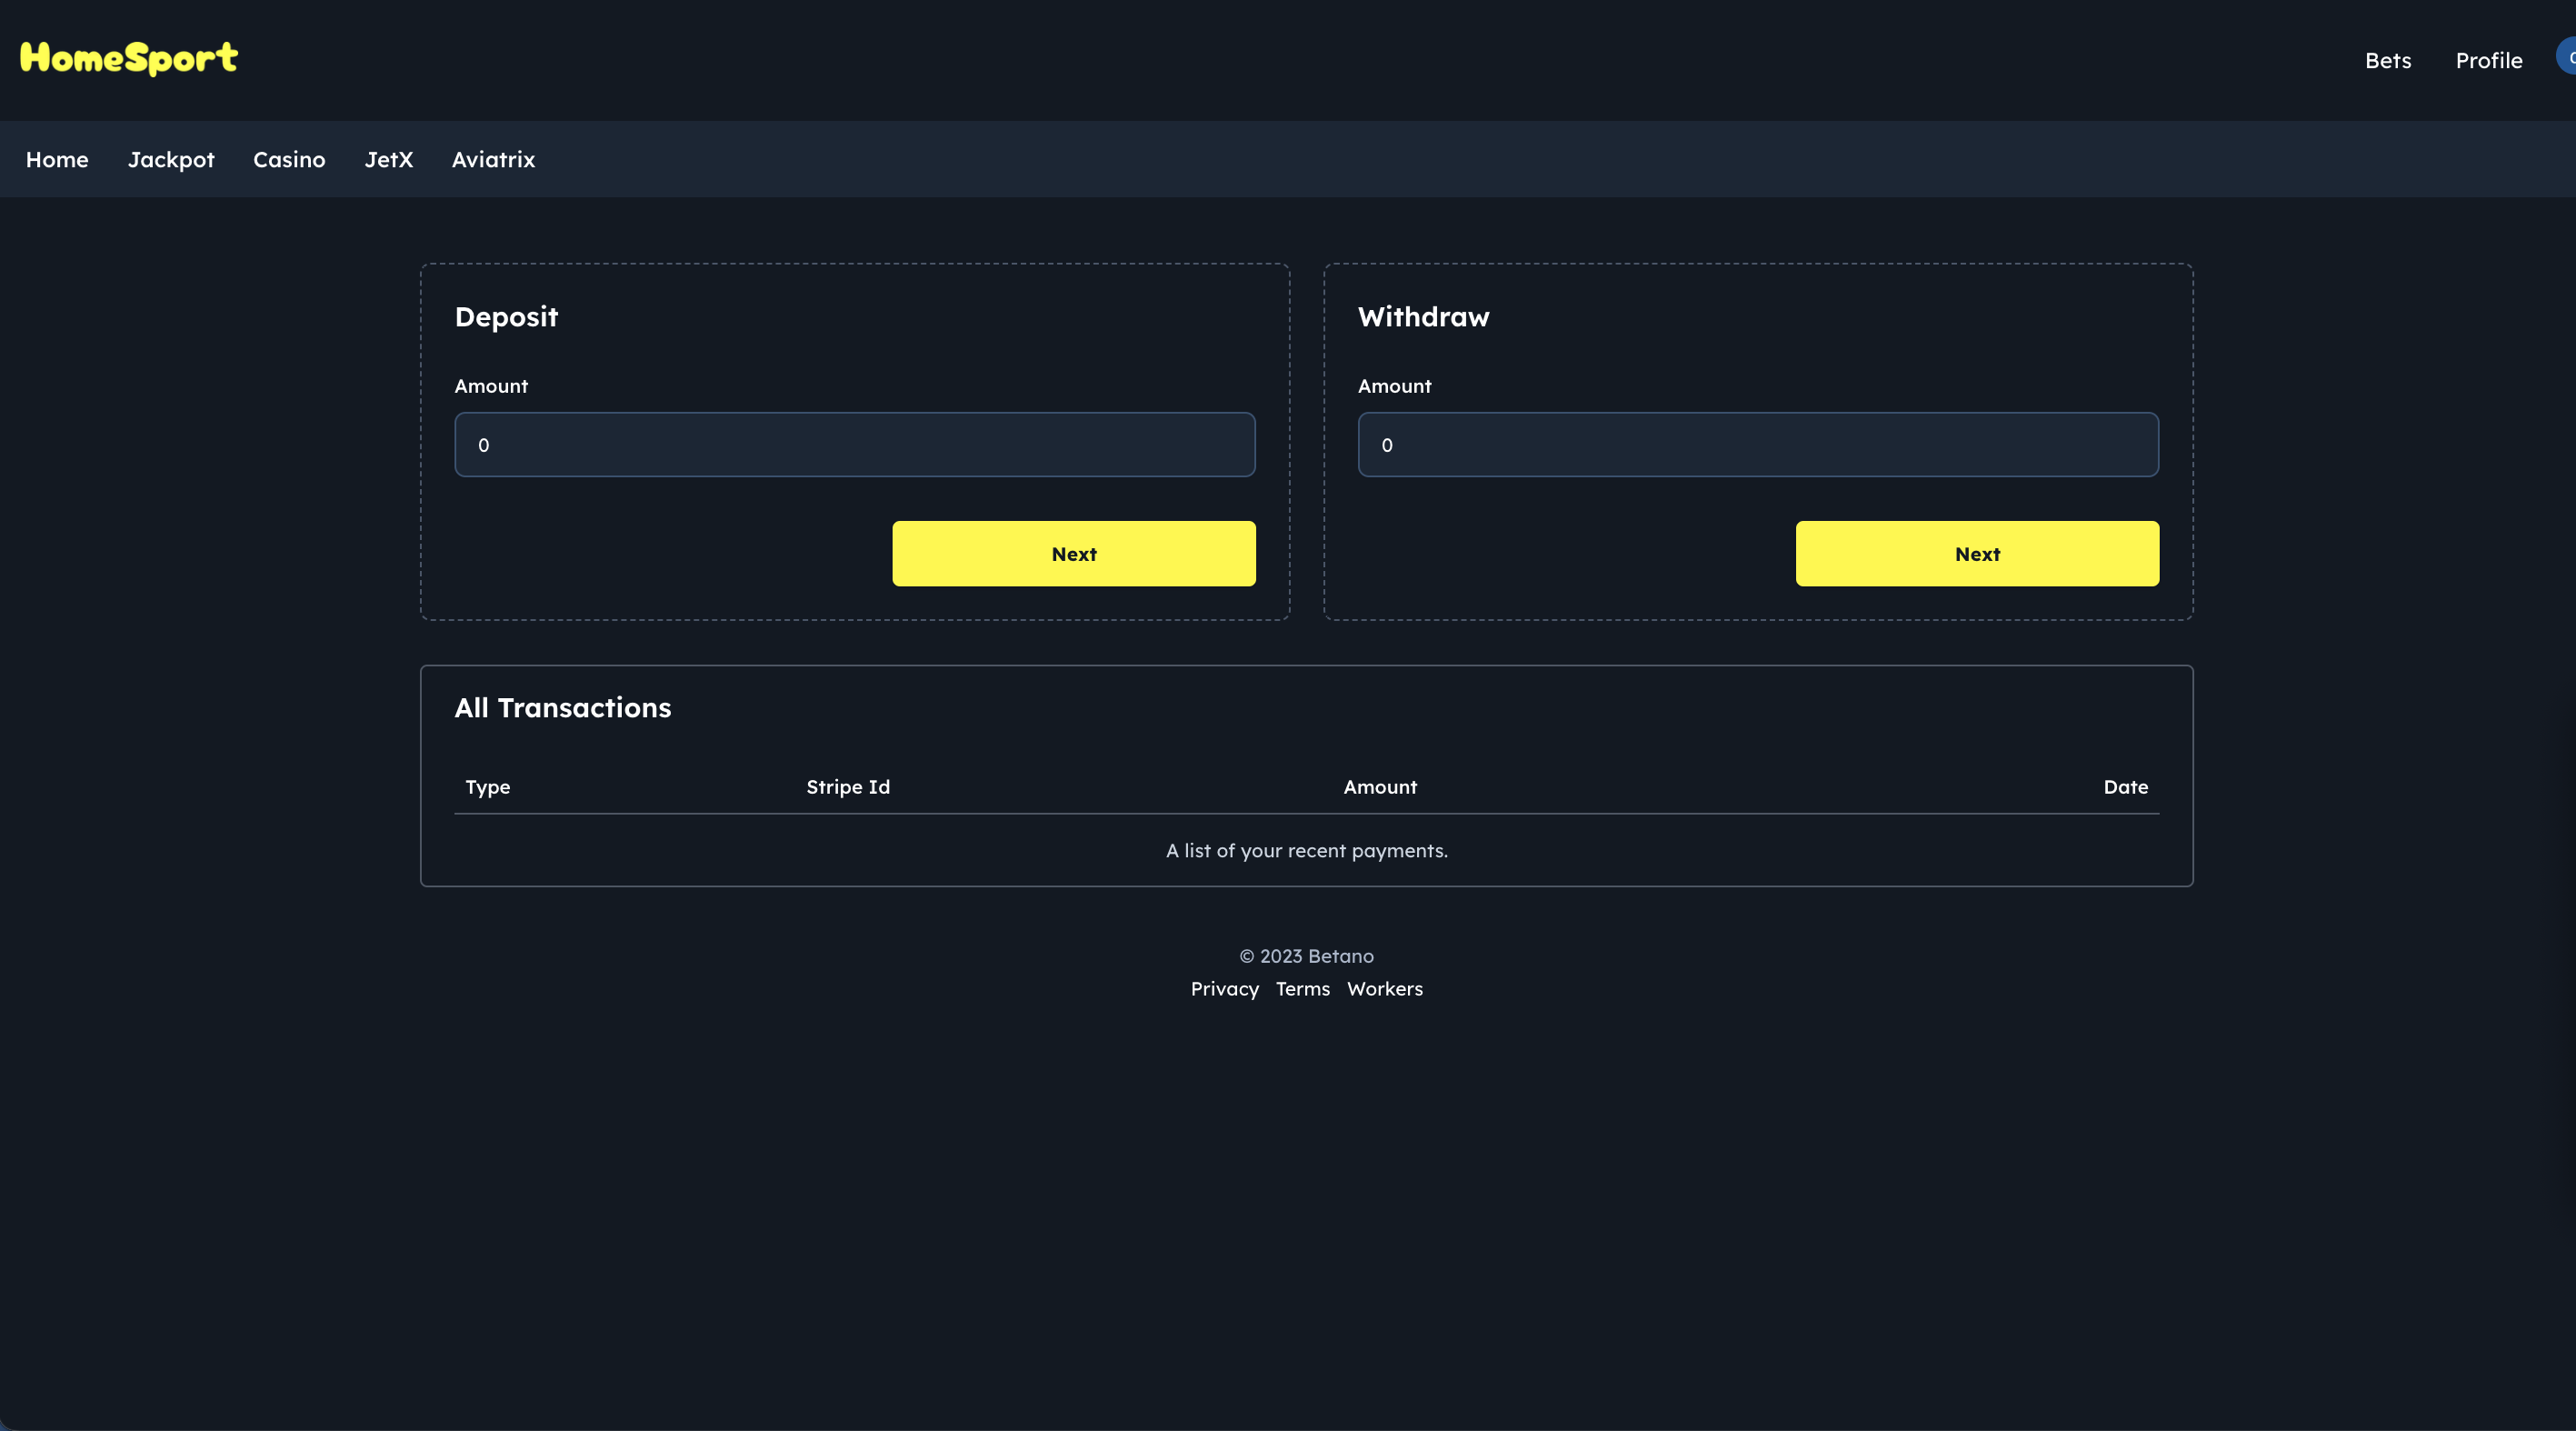 HomeSport
Bets Profile
Home Jackpot Casino JetX Aviatrix
Deposit
Amount
0
Next
Withdraw
Amount
0
Next
All Transactions
Type Stripe Id Amount Date
A list of your recent payments.
© 2023 Betano
Privacy Terms Workers